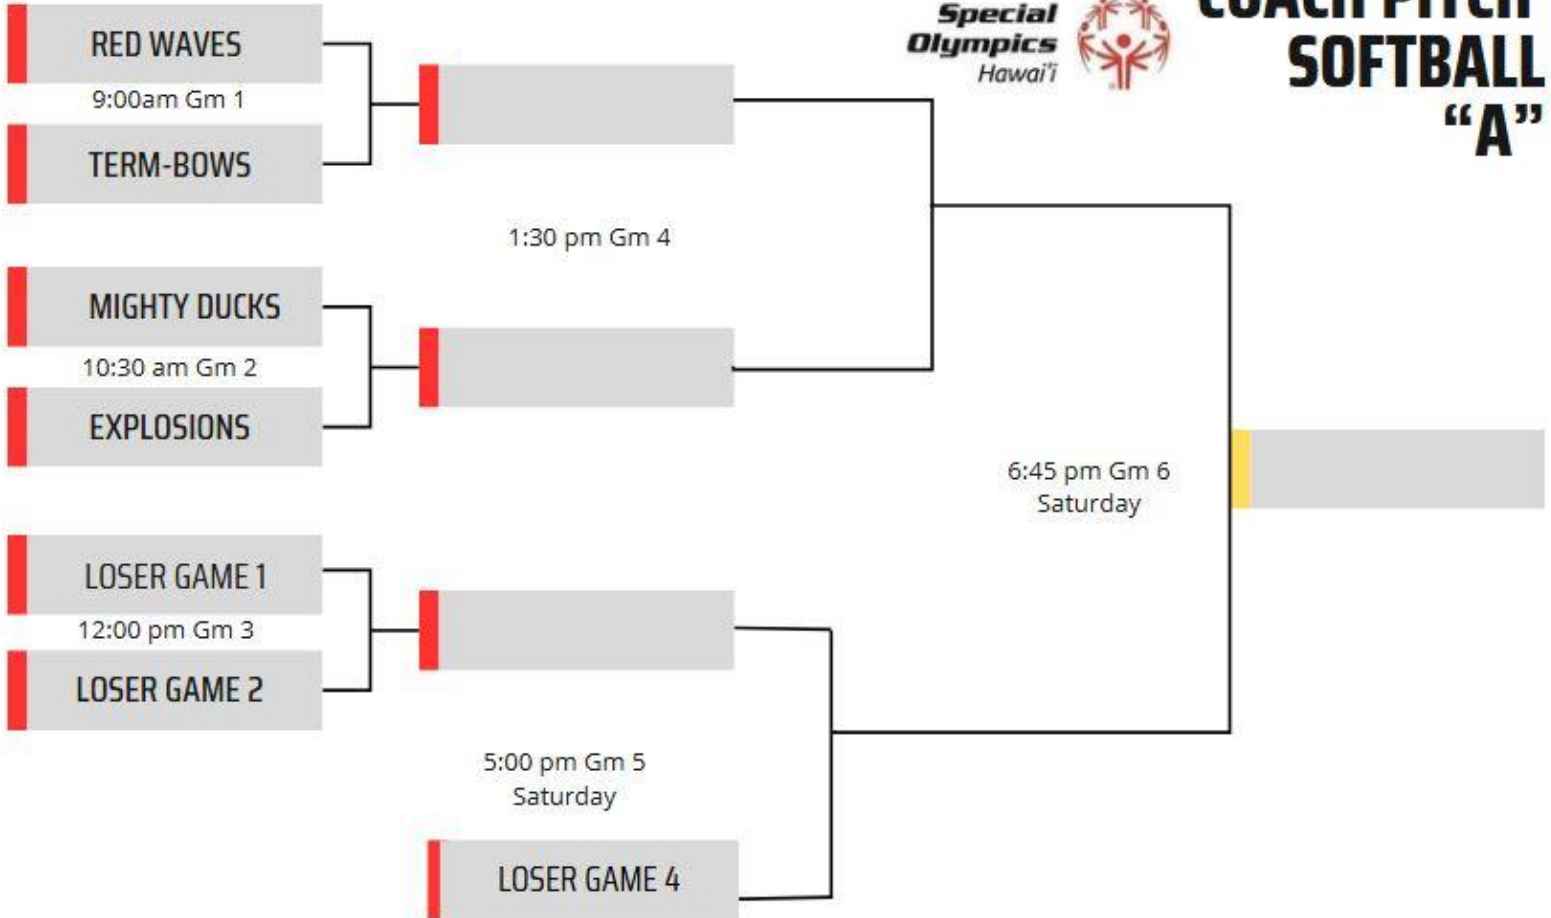 RED WAVES
9:00am Gm 1
TERM-BOWS
Special
Olympics
Hawai'i
COACH PITCH
SOFTBALL
“A”
1:30 pm Gm 4
MIGHTY DUCKS
10:30 am Gm 2
EXPLOSIONS
6:45 pm Gm 6
Saturday
LOSER GAME 1
12:00 pm Gm 3
LOSER GAME 2
5:00 pm Gm 5
Saturday
LOSER GAME 4